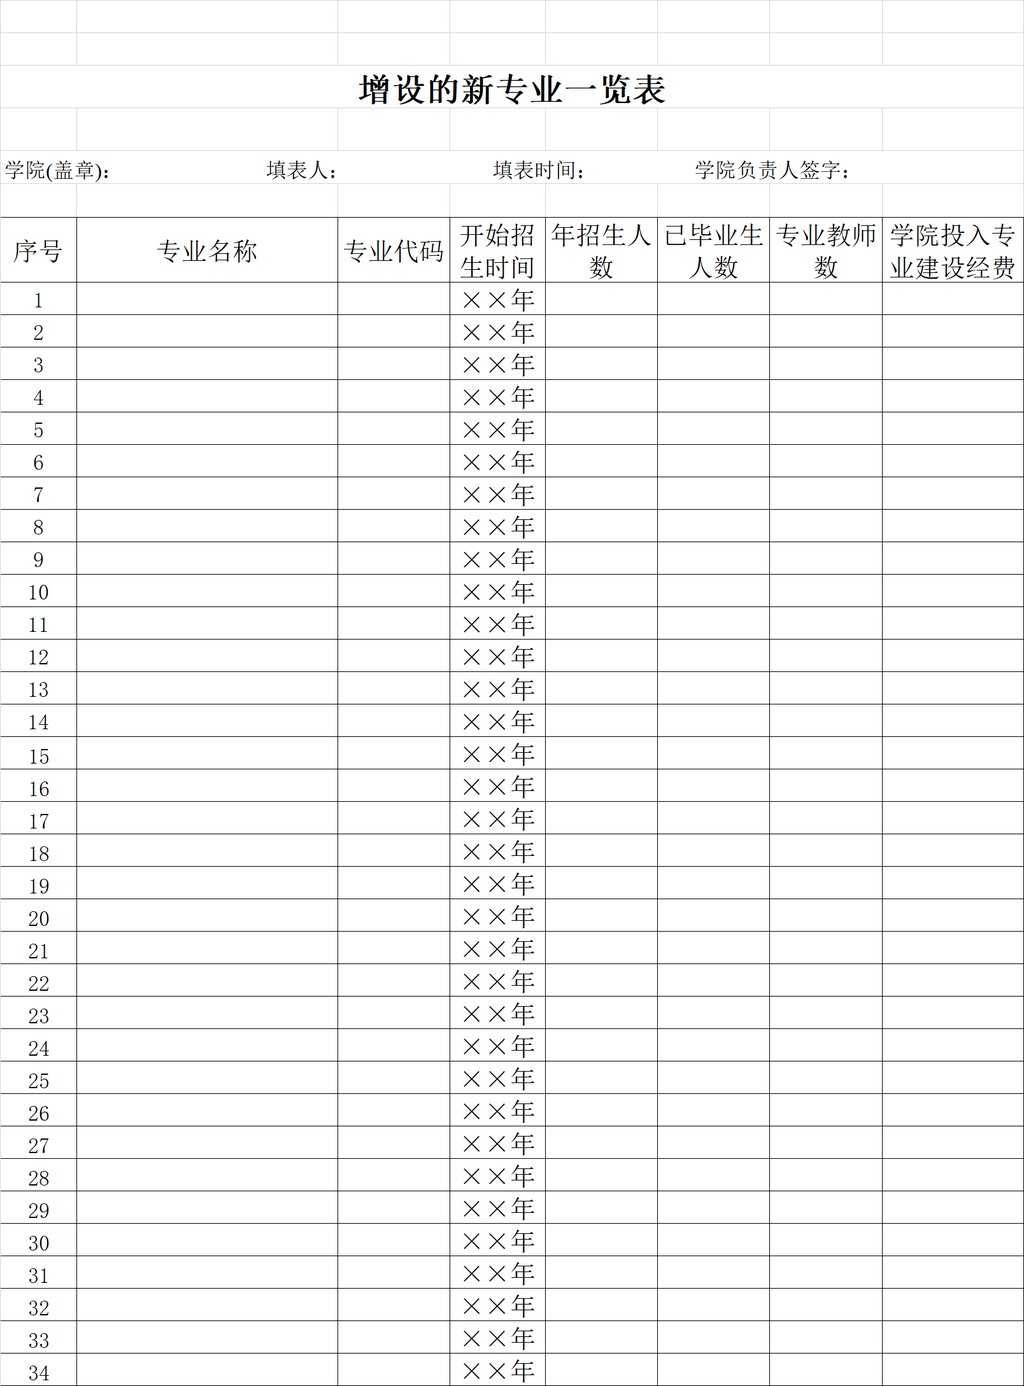 增设的新专业一览表
学院(盖章)： 填表人： 填表时间： 学院负责人签字：
序号 专业名称 专业代码 开始招生时间 年招生人数 已毕业生人数 专业教师数 学院投入专业建设经费
1 ××年
2 ××年
3 ××年
4 ××年
5 ××年
6 ××年
7 ××年
8 ××年
9 ××年
10 ××年
11 ××年
12 ××年
13 ××年
14 ××年
15 ××年
16 ××年
17 ××年
18 ××年
19 ××年
20 ××年
21 ××年
22 ××年
23 ××年
24 ××年
25 ××年
26 ××年
27 ××年
28 ××年
29 ××年
30 ××年
31 ××年
32 ××年
33 ××年
34 ××年